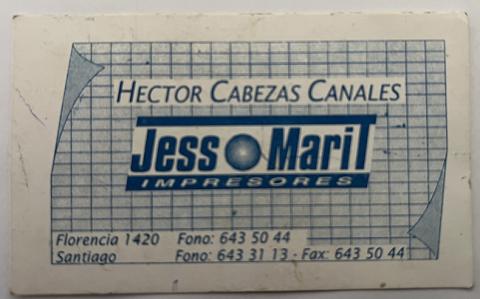 HECTOR CABEZAS CANALES
Jess Maril
IMPRESORES
Florencia 1420 Fono: 643 50 44
Santiago Fono: 643 31 13 - Fax: 643 50 44